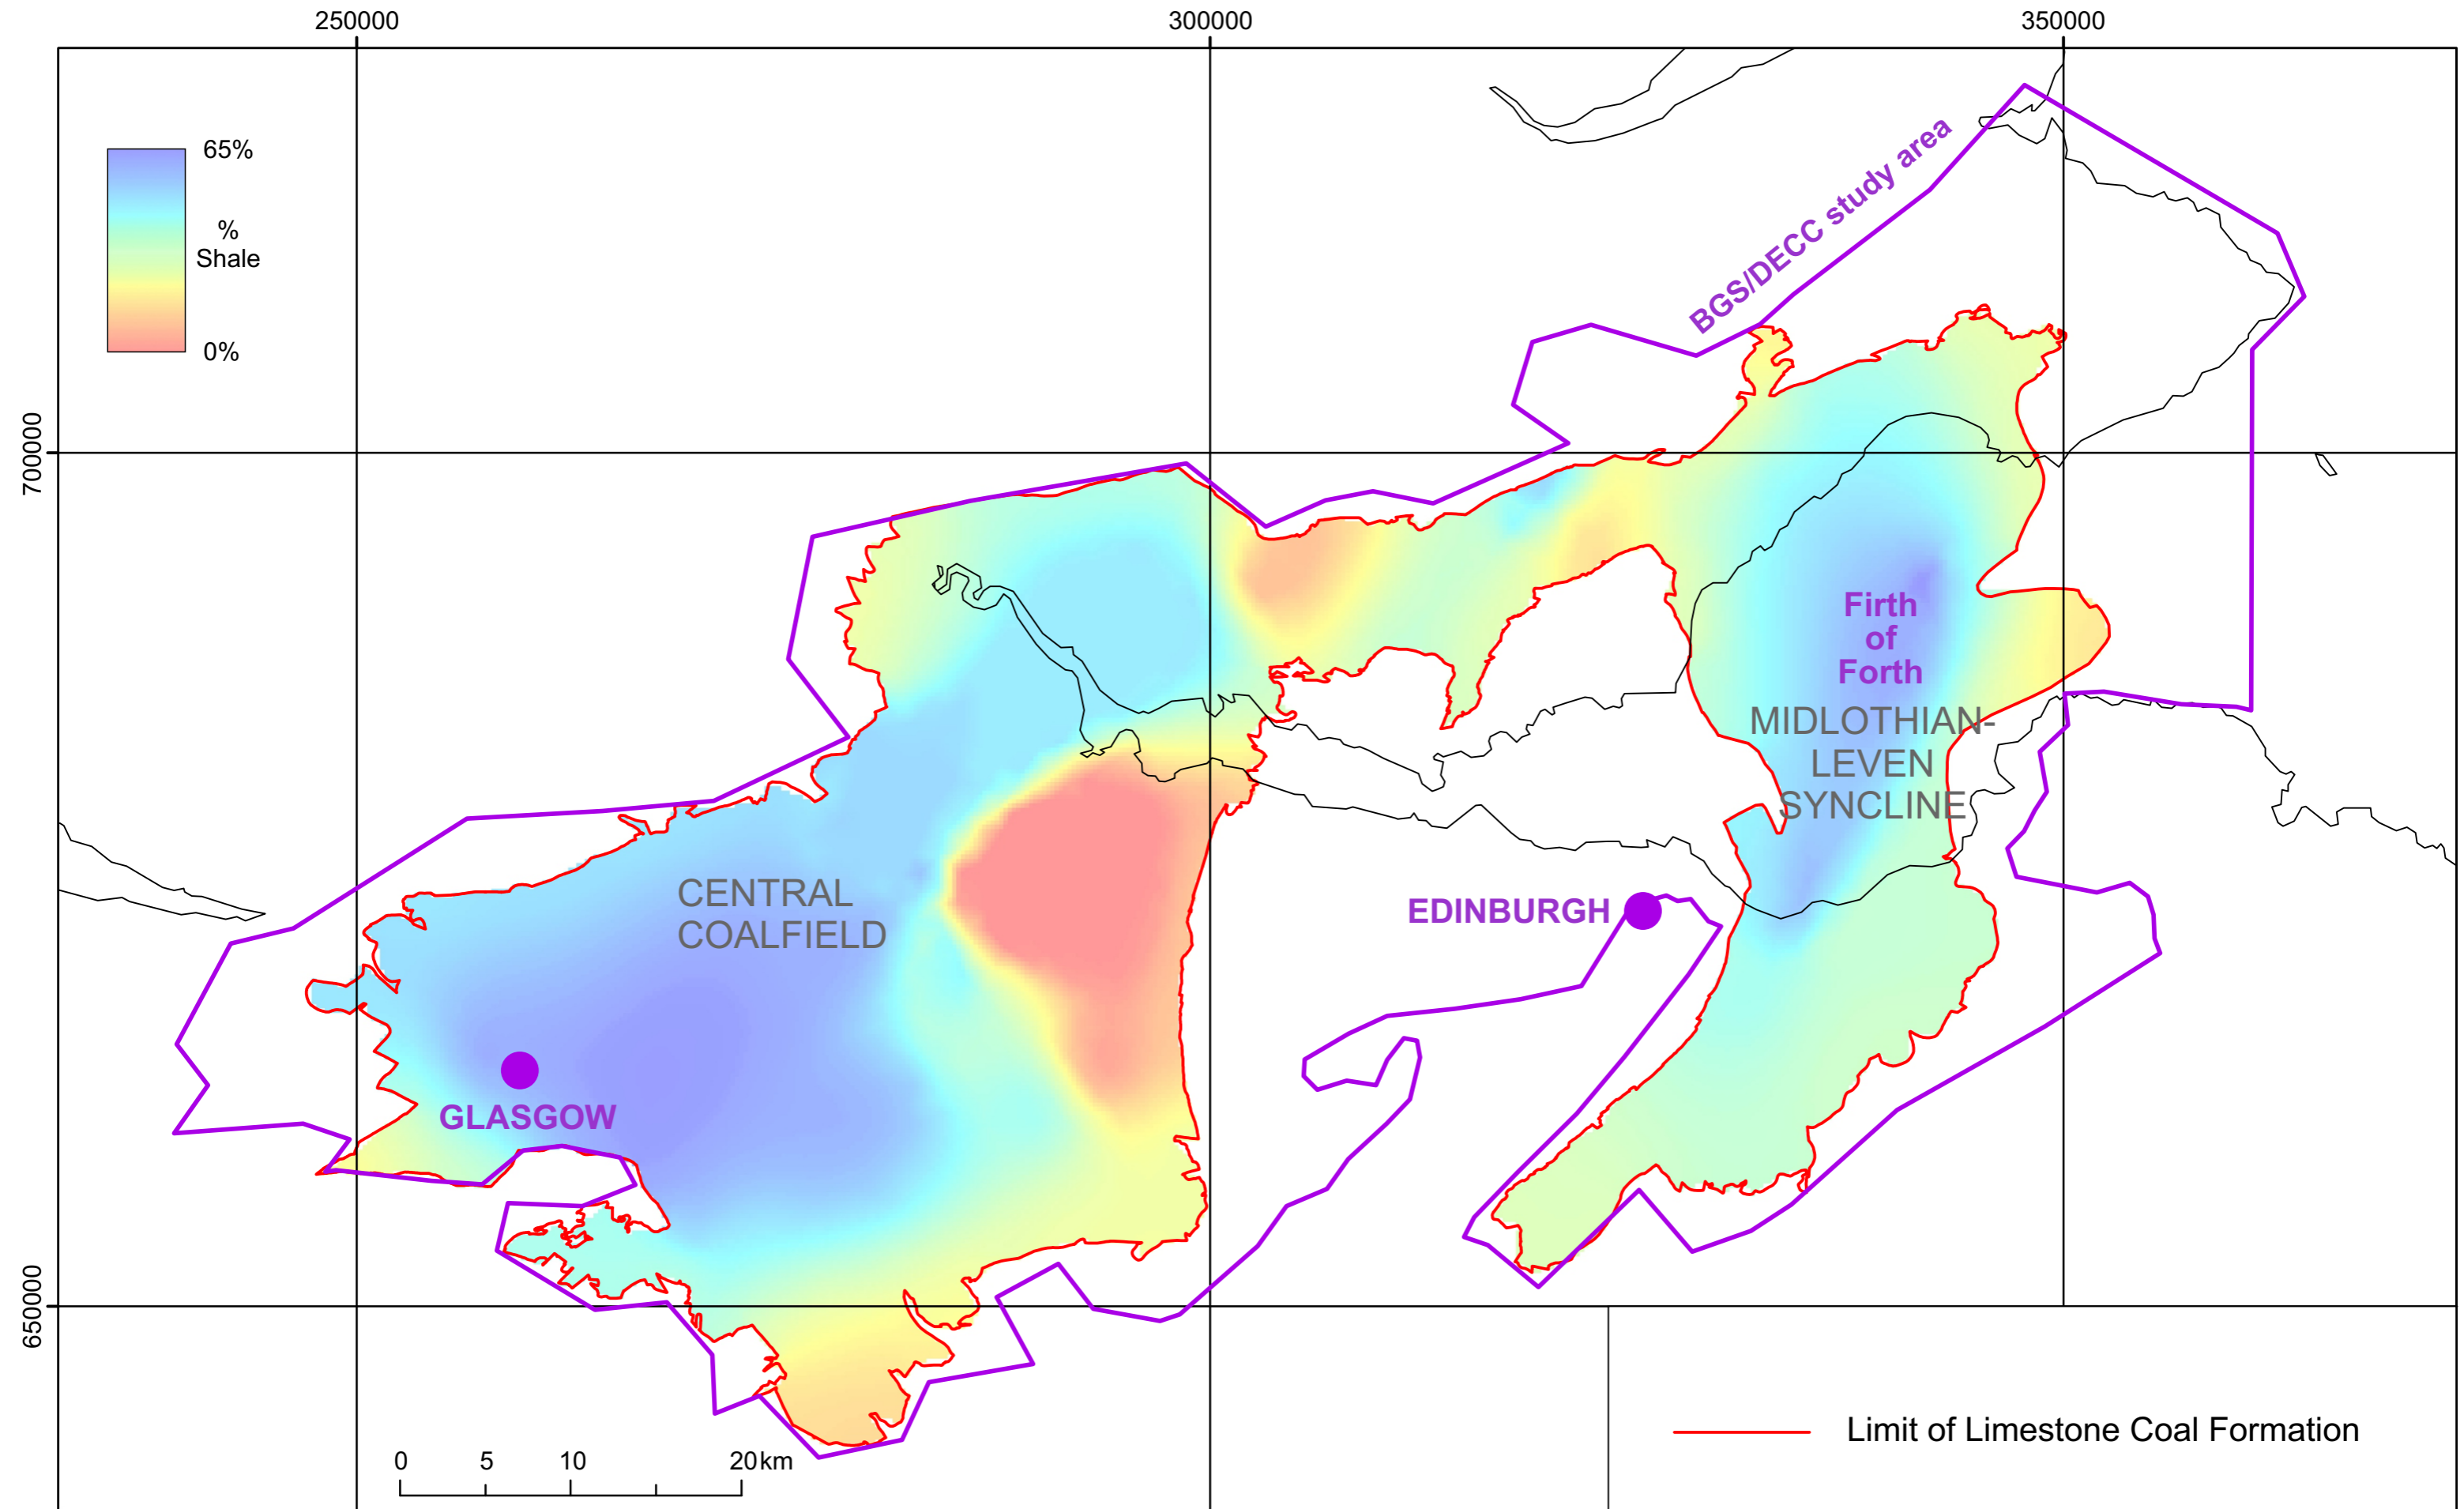 250000
300000
350000
65%
%
Shale
0%
BGS/DECC study area
700000
Firth
of
Forth
MIDLOTHIAN-
LEVEN
SYNCLINE
CENTRAL
COALFIELD
EDINBURGH
GLASGOW
650000
0 5 10 20km
Limit of Limestone Coal Formation